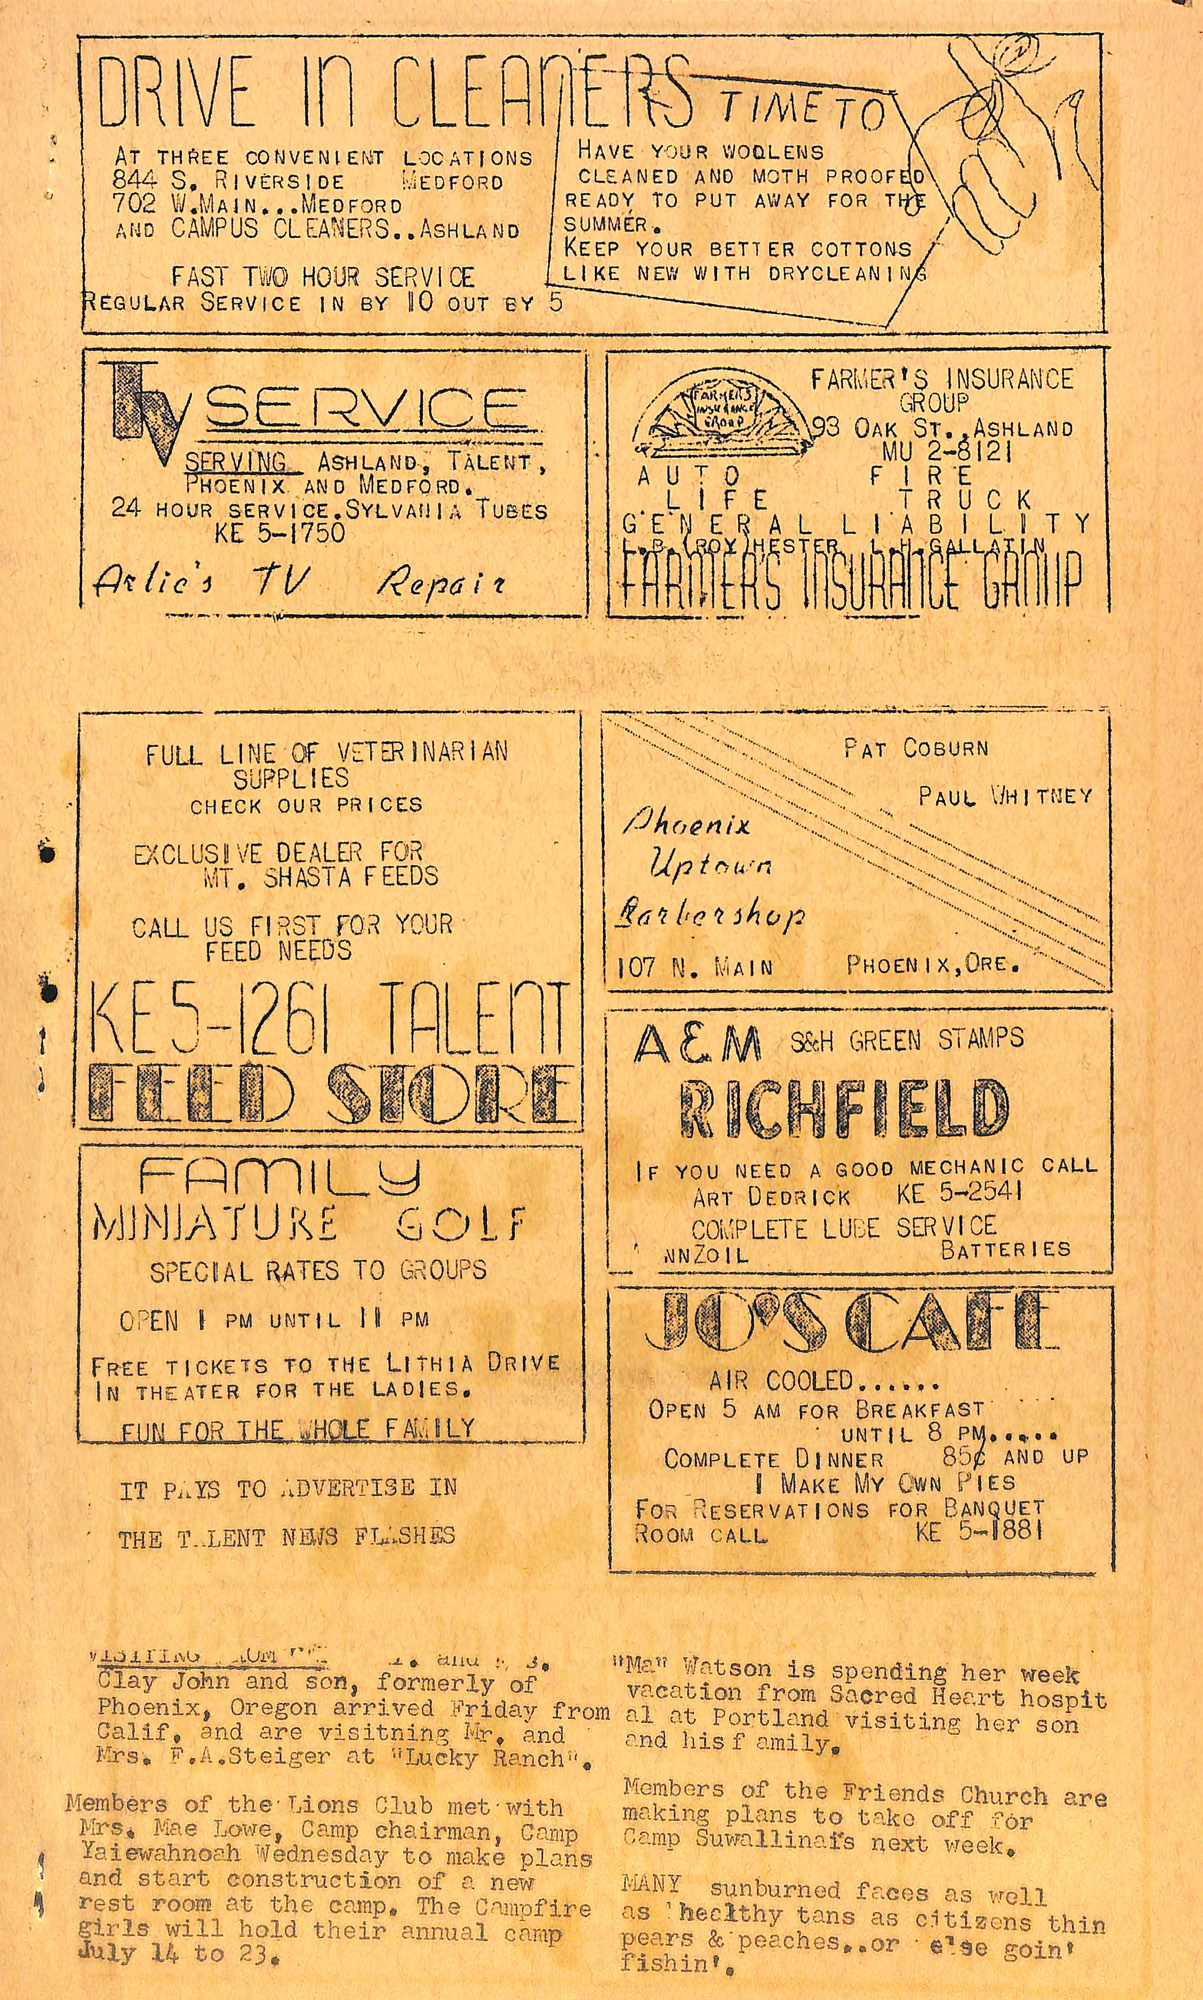 DRIVE IN CLEANERS
AT THREE CONVENIENT LOCATIONS
844 S. RIVERSIDE MEDFORD
702 W.MAIN...MEDFORD
AND CAMPUS CLEANERS..ASHLAND
FAST TWO HOUR SERVICE
REGULAR SERVICE IN BY 10 OUT BY 5
TIME TO
HAVE YOUR WOOLENS
CLEANED AND MOTH PROOFED
READY TO PUT AWAY FOR THE
SUMMER.
KEEP YOUR BETTER COTTONS
LIKE NEW WITH DRYCLEANING
TV SERVICE
SERVING ASHLAND, TALENT,
PHOENIX AND MEDFORD.
24 HOUR SERVICE.SYLVANIA TUBES
KE 5-1750
Arlie's TV Repair
FARMERS
INSURANCE
GROUP
FARMER'S INSURANCE
GROUP
93 OAK ST..ASHLAND
MU 2-8121
AUTO FIRE
LIFE TRUCK
GENERAL LIABILITY
L.B.(ROY)HESTER L.H.GALLATIN
FARMER'S INSURANCE GROUP
FULL LINE OF VETERINARIAN
SUPPLIES
CHECK OUR PRICES
EXCLUSIVE DEALER FOR
MT. SHASTA FEEDS
CALL US FIRST FOR YOUR
FEED NEEDS
KE5-1261 TALENT
FEED STORE
PAT COBURN
PAUL WHITNEY
Phoenix
Uptown
Barbershop
107 N. MAIN PHOENIX,ORE.
A&M S&H GREEN STAMPS
RICHFIELD
IF YOU NEED A GOOD MECHANIC CALL
ART DEDRICK KE 5-2541
COMPLETE LUBE SERVICE
NNZOIL BATTERIES
FAMILY
MINIATURE GOLF
SPECIAL RATES TO GROUPS
OPEN 1 PM UNTIL 11 PM
FREE TICKETS TO THE LITHIA DRIVE
IN THEATER FOR THE LADIES.
FUN FOR THE WHOLE FAMILY
JO'S CAFE
AIR COOLED......
OPEN 5 AM FOR BREAKFAST
UNTIL 8 PM.....
COMPLETE DINNER 85¢ AND UP
I MAKE MY OWN PIES
FOR RESERVATIONS FOR BANQUET
ROOM CALL KE 5-1881
IT PAYS TO ADVERTISE IN
THE TALENT NEWS FLASHES
VISITING
Clay John and son, formerly of
Phoenix, Oregon arrived Friday from
Calif. and are visitning Mr. and
Mrs. F.A.Steiger at "Lucky Ranch".
Members of the Lions Club met with
Mrs. Mae Lowe, Camp chairman, Camp
Yaiewahnoah Wednesday to make plans
and start construction of a new
rest room at the camp. The Campfire
girls will hold their annual camp
July 14 to 23.
"Ma" Watson is spending her week
vacation from Sacred Heart hospit
al at Portland visiting her son
and his f amily.
Members of the Friends Church are
making plans to take off for
Camp Suwallinais next week.
MANY sunburned faces as well
as heclthy tans as citizens thin
pears & peaches..or else goin'
fishin'.